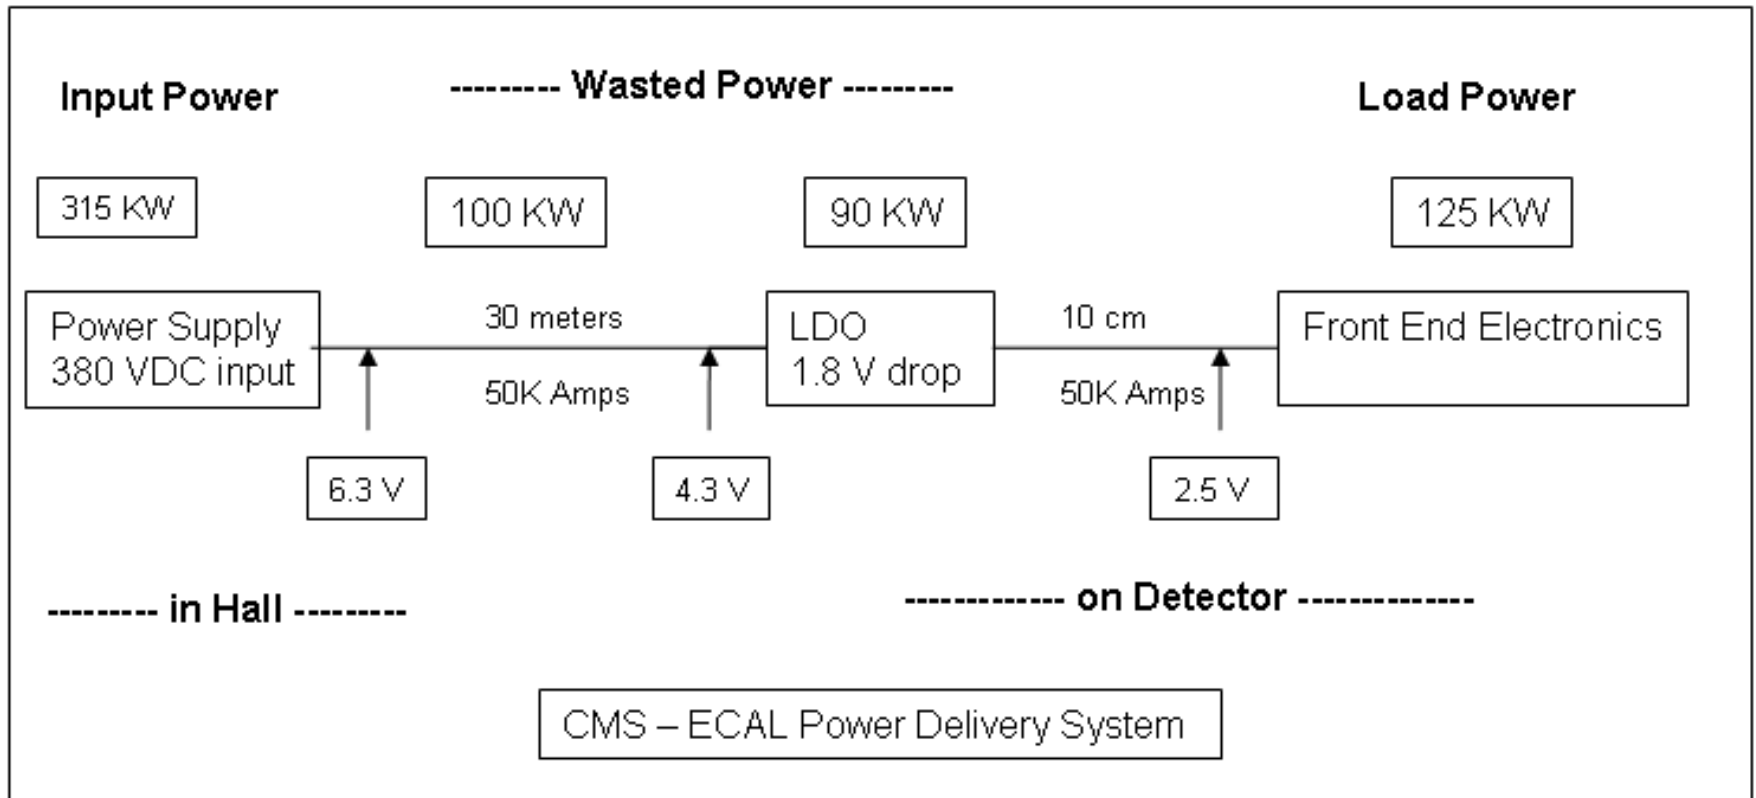 Input Power
--------- Wasted Power ---------
Load Power
315 KW
100 KW
90 KW
125 KW
Power Supply
380 VDC input
30 meters
50K Amps
LDO
1.8 V drop
10 cm
50K Amps
Front End Electronics
6.3 V
4.3 V
2.5 V
--------- in Hall ---------
------------- on Detector --------------
CMS – ECAL Power Delivery System